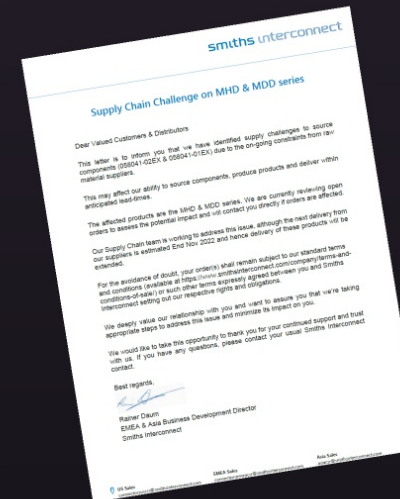 smiths interconnect
Supply Chain Challenge on MHD & MDD series
Dear Valued Customers & Distributors
This letter is to inform you that we have identified supply challenges to source
components (058041-02EX & 058041-01EX) due to the on-going constraints from raw
material suppliers.
This may affect our ability to source components, produce products and deliver within
anticipated lead-times.
The affected products are the MHD & MDD series. We are currently reviewing open
orders to assess the potential impact and will contact you directly if orders are affected.
Our Supply Chain team is working to address this issue, although the next delivery from
our suppliers is estimated End Nov 2022 and hence delivery of these products will be
extended.
For the avoidance of doubt, your order(s) shall remain subject to our standard terms
and conditions (available at https://www.smithsinterconnect.com/company/terms-and-
conditions-of-sale/) or such other terms expressly agreed between you and Smiths
Interconnect setting out our respective rights and obligations.
We deeply value our relationship with you and want to assure you that we're taking
appropriate steps to address this issue and minimize its impact on you.
We would like to take this opportunity to thank you for your continued support and trust
with us. If you have any questions, please contact your usual Smiths Interconnect
contact.
Best regards,
Rainer Daum
EMEA & Asia Business Development Director
Smiths Interconnect
US Sales
EMEA Sales
Asia Sales